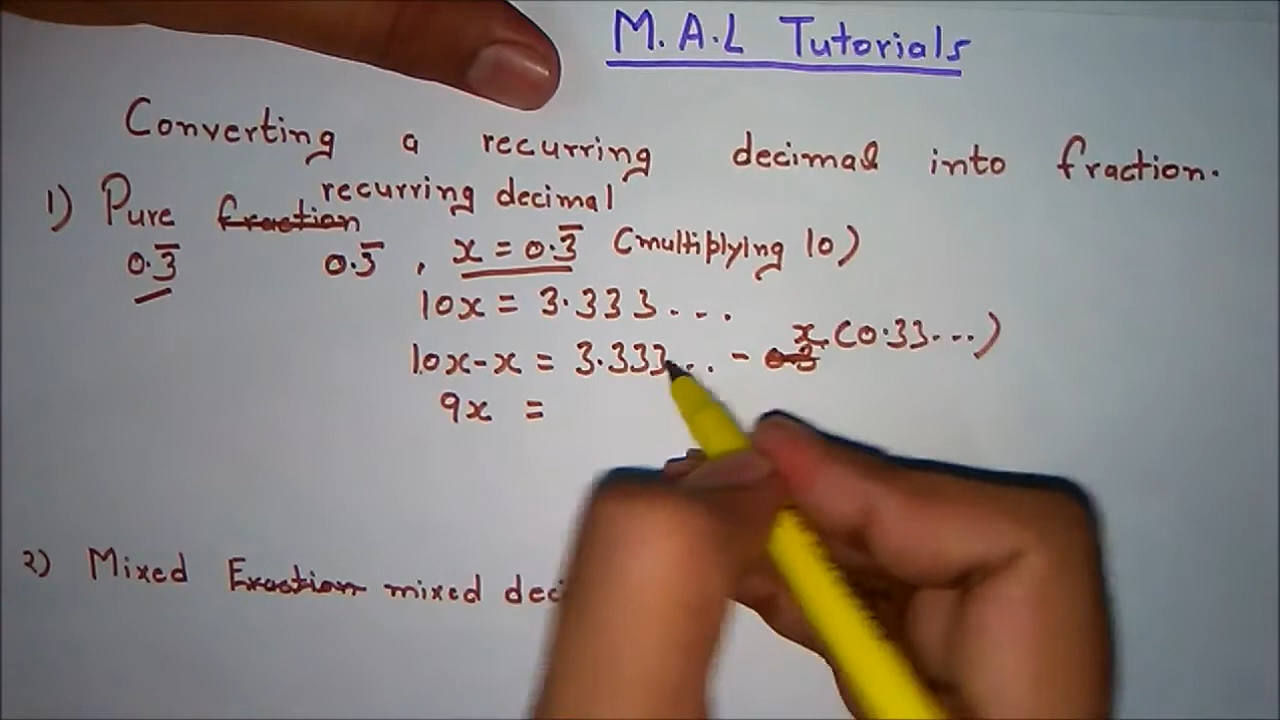 M.A.L Tutorials
Converting a recurring decimal into fraction.
1) Pure fraction recurring decimal
0.3̅ 0.3̅ , x = 0.3̅ (multiplying 10)
10x = 3.333...
10x-x = 3.333... - 0.3 x (0.33...)
9x =
2) Mixed Fraction mixed